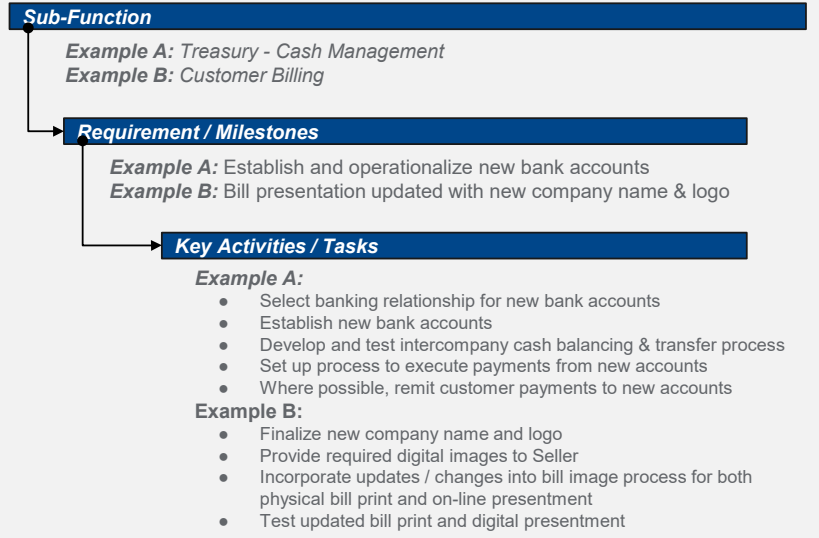 Sub-Function
Example A: Treasury - Cash Management
Example B: Customer Billing
Requirement / Milestones
Example A: Establish and operationalize new bank accounts
Example B: Bill presentation updated with new company name & logo
Key Activities / Tasks
Example A:
● Select banking relationship for new bank accounts
● Establish new bank accounts
● Develop and test intercompany cash balancing & transfer process
● Set up process to execute payments from new accounts
● Where possible, remit customer payments to new accounts
Example B:
● Finalize new company name and logo
● Provide required digital images to Seller
● Incorporate updates / changes into bill image process for both
physical bill print and on-line presentment
● Test updated bill print and digital presentment